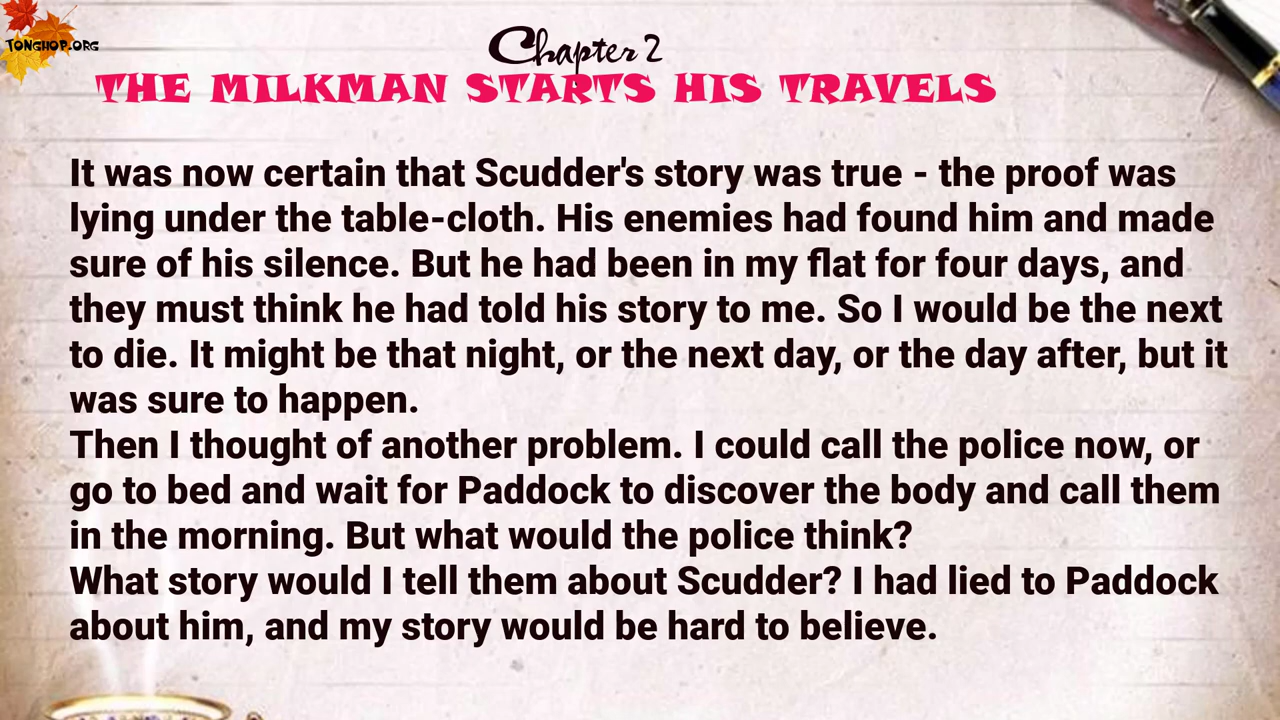 TONGHOP.ORG
Chapter 2
THE MILKMAN STARTS HIS TRAVELS
It was now certain that Scudder's story was true - the proof was
lying under the table-cloth. His enemies had found him and made
sure of his silence. But he had been in my flat for four days, and
they must think he had told his story to me. So I would be the next
to die. It might be that night, or the next day, or the day after, but it
was sure to happen.
Then I thought of another problem. I could call the police now, or
go to bed and wait for Paddock to discover the body and call them
in the morning. But what would the police think?
What story would I tell them about Scudder? I had lied to Paddock
about him, and my story would be hard to believe.